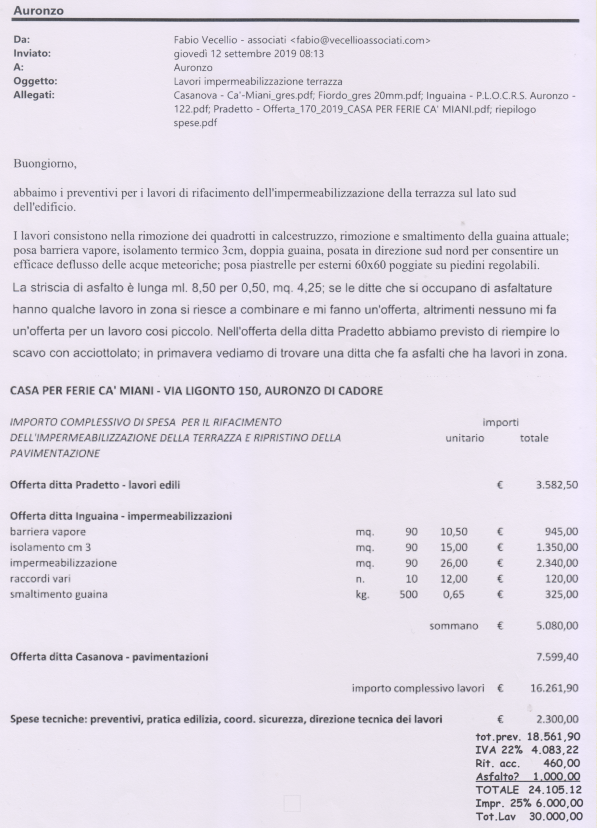 Auronzo
Da: Fabio Vecellio - associati <fabio@vecellioassociati.com>
Inviato: giovedì 12 settembre 2019 08:13
A: Auronzo
Oggetto: Lavori impermeabilizzazione terrazza
Allegati: Casanova - Ca'-Miani_gres.pdf; Fiordo_gres 20mm.pdf; Inguaina - P.L.O.C.R.S. Auronzo -
122.pdf; Pradetto - Offerta_170_2019_CASA PER FERIE CA' MIANI.pdf; riepilogo
spese.pdf
Buongiorno,
abbaimo i preventivi per i lavori di rifacimento dell'impermeabilizzazione della terrazza sul lato sud
dell'edificio.
I lavori consistono nella rimozione dei quadrotti in calcestruzzo, rimozione e smaltimento della guaina attuale;
posa barriera vapore, isolamento termico 3cm, doppia guaina, posata in direzione sud nord per consentire un
efficace deflusso delle acque meteoriche; posa piastrelle per esterni 60x60 poggiate su piedini regolabili.
La striscia di asfalto è lunga ml. 8,50 per 0,50, mq. 4,25; se le ditte che si occupano di asfaltature
hanno qualche lavoro in zona si riesce a combinare e mi fanno un'offerta, altrimenti nessuno mi fa
un'offerta per un lavoro cosi piccolo. Nell'offerta della ditta Pradetto abbiamo previsto di riempire lo
scavo con acciottolato; in primavera vediamo di trovare una ditta che fa asfalti che ha lavori in zona.
CASA PER FERIE CA' MIANI - VIA LIGONTO 150, AURONZO DI CADORE
IMPORTO COMPLESSIVO DI SPESA PER IL RIFACIMENTO importi
DELL'IMPERMEABILIZZAZIONE DELLA TERRAZZA E RIPRISTINO DELLA unitario totale
PAVIMENTAZIONE
Offerta ditta Pradetto - lavori edili € 3.582,50
Offerta ditta Inguaina - impermeabilizzazioni
barriera vapore mq. 90 10,50 € 945,00
isolamento cm 3 mq. 90 15,00 € 1.350,00
impermeabilizzazione mq. 90 26,00 € 2.340,00
raccordi vari n. 10 12,00 € 120,00
smaltimento guaina kg. 500 0,65 € 325,00
sommano € 5.080,00
Offerta ditta Casanova - pavimentazioni 7.599,40
importo complessivo lavori € 16.261,90
Spese tecniche: preventivi, pratica edilizia, coord. sicurezza, direzione tecnica dei lavori € 2.300,00
tot.prev. 18.561,90
IVA 22% 4.083,22
Rit. acc. 460,00
Asfalto? 1.000,00
TOTALE 24.105.12
Impr. 25% 6.000,00
Tot.Lav 30.000,00